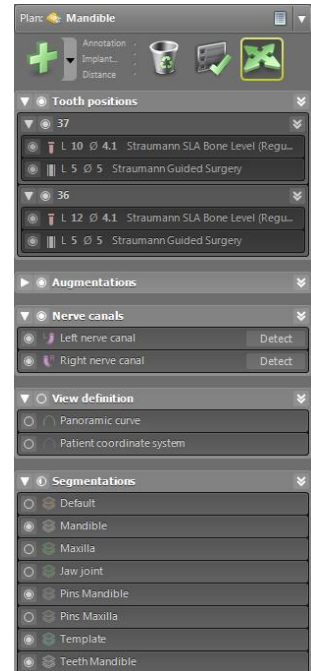 Plan: Mandible
Annotation
Implant...
Distance
Tooth positions
37
L 10 Ø 4.1 Straumann SLA Bone Level (Regu...
L 5 Ø 5 Straumann Guided Surgery
36
L 12 Ø 4.1 Straumann SLA Bone Level (Regu...
L 5 Ø 5 Straumann Guided Surgery
Augmentations
Nerve canals
Left nerve canal Detect
Right nerve canal Detect
View definition
Panoramic curve
Patient coordinate system
Segmentations
Default
Mandible
Maxilla
Jaw joint
Pins Mandible
Pins Maxilla
Template
Teeth Mandible